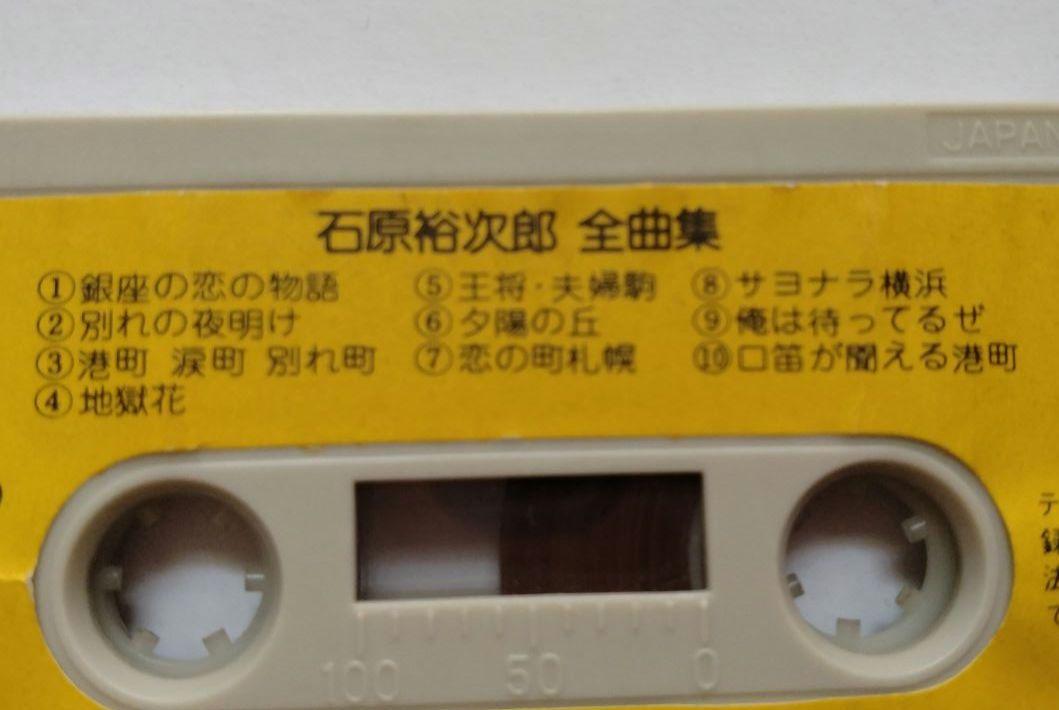 JAPAN
石原裕次郎 全曲集
①銀座の恋の物語
②別れの夜明け
③港町 涙町 別れ町
④地獄花
⑤王将・夫婦駒
⑥夕陽の丘
⑦恋の町札幌
⑧サヨナラ横浜
⑨俺は待ってるぜ
⑩口笛が聞える港町
100 50 0